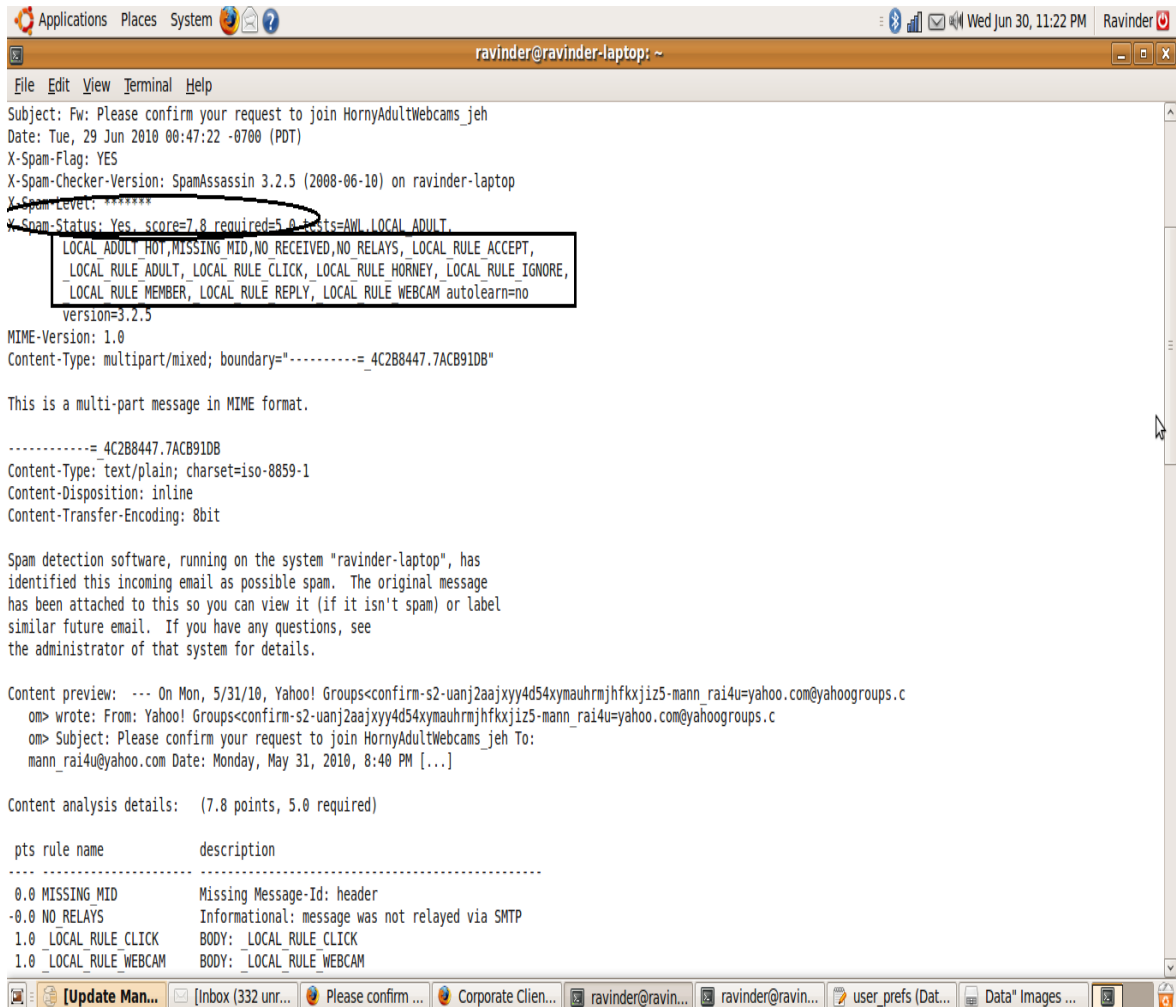 Applications Places System Wed Jun 30, 11:22 PM Ravinder
ravinder@ravinder-laptop: ~
File Edit View Terminal Help
Subject: Fw: Please confirm your request to join HornyAdultWebcams_jeh
Date: Tue, 29 Jun 2010 00:47:22 -0700 (PDT)
X-Spam-Flag: YES
X-Spam-Checker-Version: SpamAssassin 3.2.5 (2008-06-10) on ravinder-laptop
X-Spam-Level: *******
X-Spam-Status: Yes, score=7.8 required=5.0 tests=AWL,LOCAL_ADULT,
LOCAL_ADULT_HOT,MISSING_MID,NO_RECEIVED,NO_RELAYS,_LOCAL_RULE_ACCEPT,
_LOCAL_RULE_ADULT,_LOCAL_RULE_CLICK,_LOCAL_RULE_HORNEY,_LOCAL_RULE_IGNORE,
_LOCAL_RULE_MEMBER,_LOCAL_RULE_REPLY,_LOCAL_RULE_WEBCAM autolearn=no
version=3.2.5
MIME-Version: 1.0
Content-Type: multipart/mixed; boundary="----------=_4C2B8447.7ACB91DB"
This is a multi-part message in MIME format.
------------=_4C2B8447.7ACB91DB
Content-Type: text/plain; charset=iso-8859-1
Content-Disposition: inline
Content-Transfer-Encoding: 8bit
Spam detection software, running on the system "ravinder-laptop", has
identified this incoming email as possible spam.  The original message
has been attached to this so you can view it (if it isn't spam) or label
similar future email.  If you have any questions, see
the administrator of that system for details.
Content preview:  --- On Mon, 5/31/10, Yahoo! Groups<confirm-s2-uanj2aajxyy4d54xymauhrmjhfkxjiz5-mann_rai4u=yahoo.com@yahoogroups.c
om> wrote: From: Yahoo! Groups<confirm-s2-uanj2aajxyy4d54xymauhrmjhfkxjiz5-mann_rai4u=yahoo.com@yahoogroups.c
om> Subject: Please confirm your request to join HornyAdultWebcams_jeh To:
mann_rai4u@yahoo.com Date: Monday, May 31, 2010, 8:40 PM [...]
Content analysis details:   (7.8 points, 5.0 required)
pts rule name              description
---- ---------------------- --------------------------------------------------
0.0 MISSING_MID            Missing Message-Id: header
-0.0 NO_RELAYS              Informational: message was not relayed via SMTP
1.0 _LOCAL_RULE_CLICK      BODY: _LOCAL_RULE_CLICK
1.0 _LOCAL_RULE_WEBCAM     BODY: _LOCAL_RULE_WEBCAM
[Update Man... [Inbox (332 unr... Please confirm ... Corporate Clien... ravinder@ravin... ravinder@ravin... user_prefs (Dat... Data" Images ...